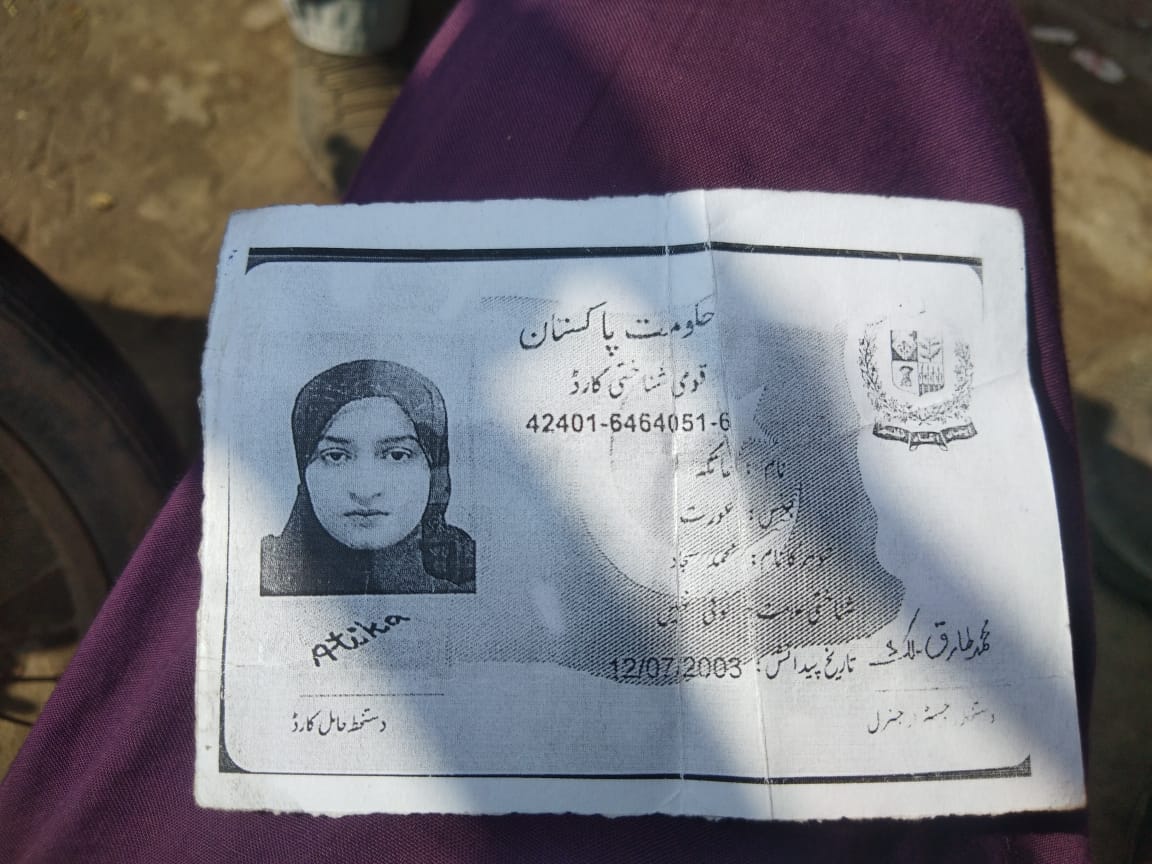 حکومت پاکستان
قومی شناختی کارڈ
42401-6464051-6
نام: عاتکہ
جنس: عورت
شوہر کا نام: محمد سجاد
شناختی علامت: کوئی نہیں
تاریخ پیدائش: 12/07/2003
Atika
دستخط حامل کارڈ
محمد طارق ملک
دستخط رجسٹرار جنرل